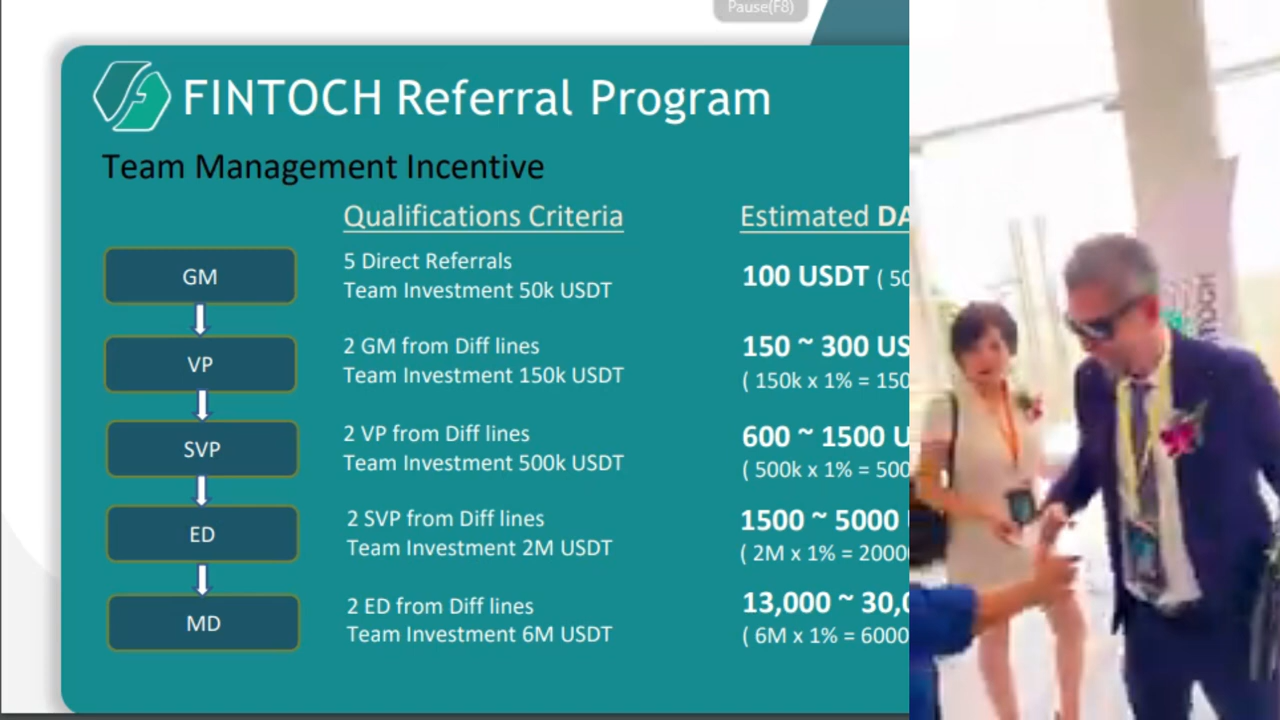 Pause(F8)
FINTOCH Referral Program
Team Management Incentive
Qualifications Criteria
Estimated DA
GM
5 Direct Referrals
Team Investment 50k USDT
100 USDT ( 50
VP
2 GM from Diff lines
Team Investment 150k USDT
150 ~ 300 US
( 150k x 1% = 150
SVP
2 VP from Diff lines
Team Investment 500k USDT
600 ~ 1500 U
( 500k x 1% = 500
ED
2 SVP from Diff lines
Team Investment 2M USDT
1500 ~ 5000
( 2M x 1% = 2000
MD
2 ED from Diff lines
Team Investment 6M USDT
13,000 ~ 30,0
( 6M x 1% = 6000